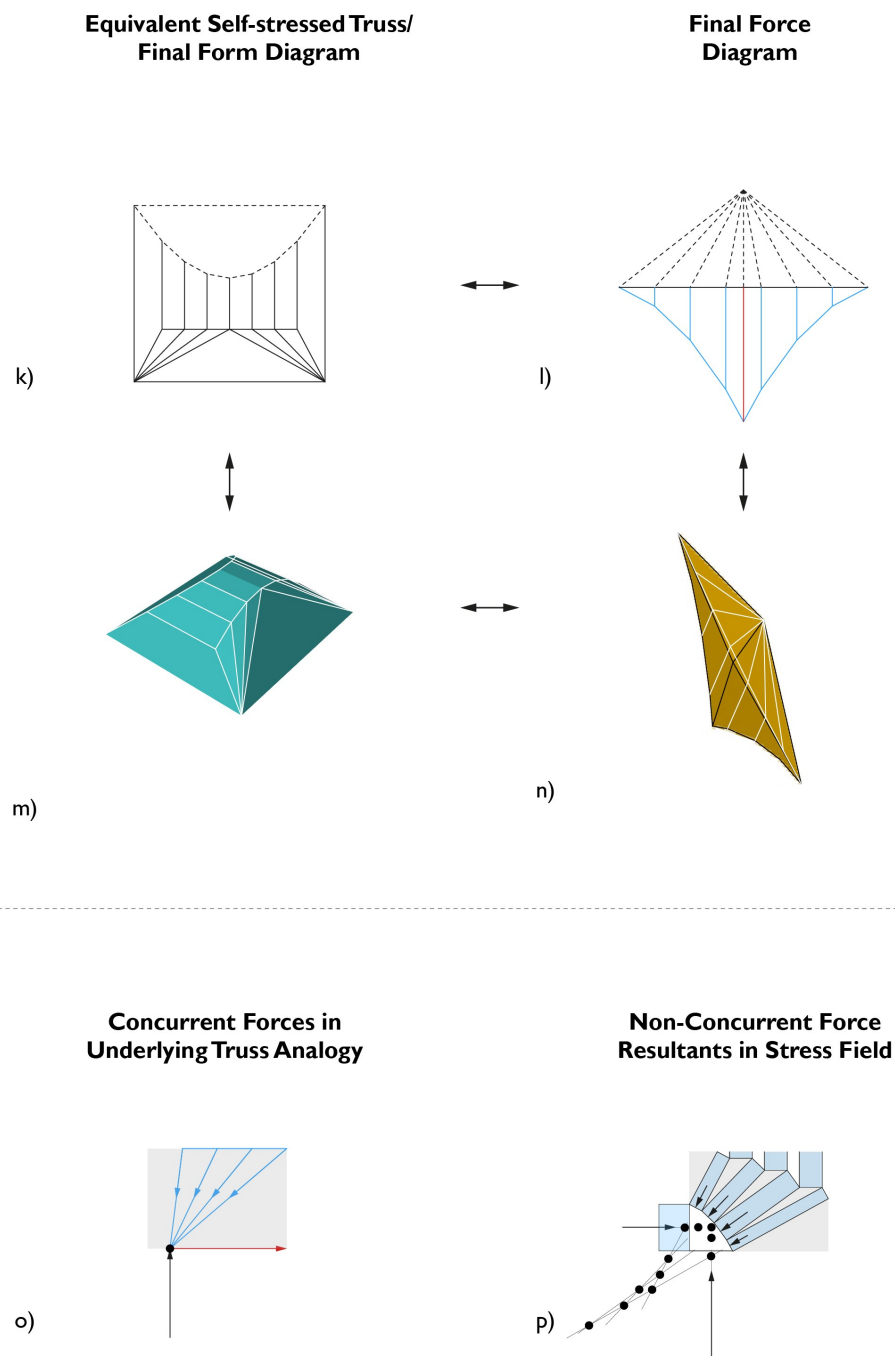 Equivalent Self-stressed Truss/
Final Form Diagram
Final Force
Diagram
k)
l)
m)
n)
Concurrent Forces in
Underlying Truss Analogy
Non-Concurrent Force
Resultants in Stress Field
o)
p)